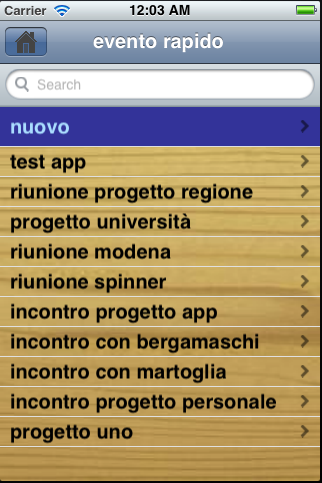 Carrier 12:03 AM
evento rapido
Search
nuovo
test app
riunione progetto regione
progetto università
riunione modena
riunione spinner
incontro progetto app
incontro con bergamaschi
incontro con martoglia
incontro progetto personale
progetto uno